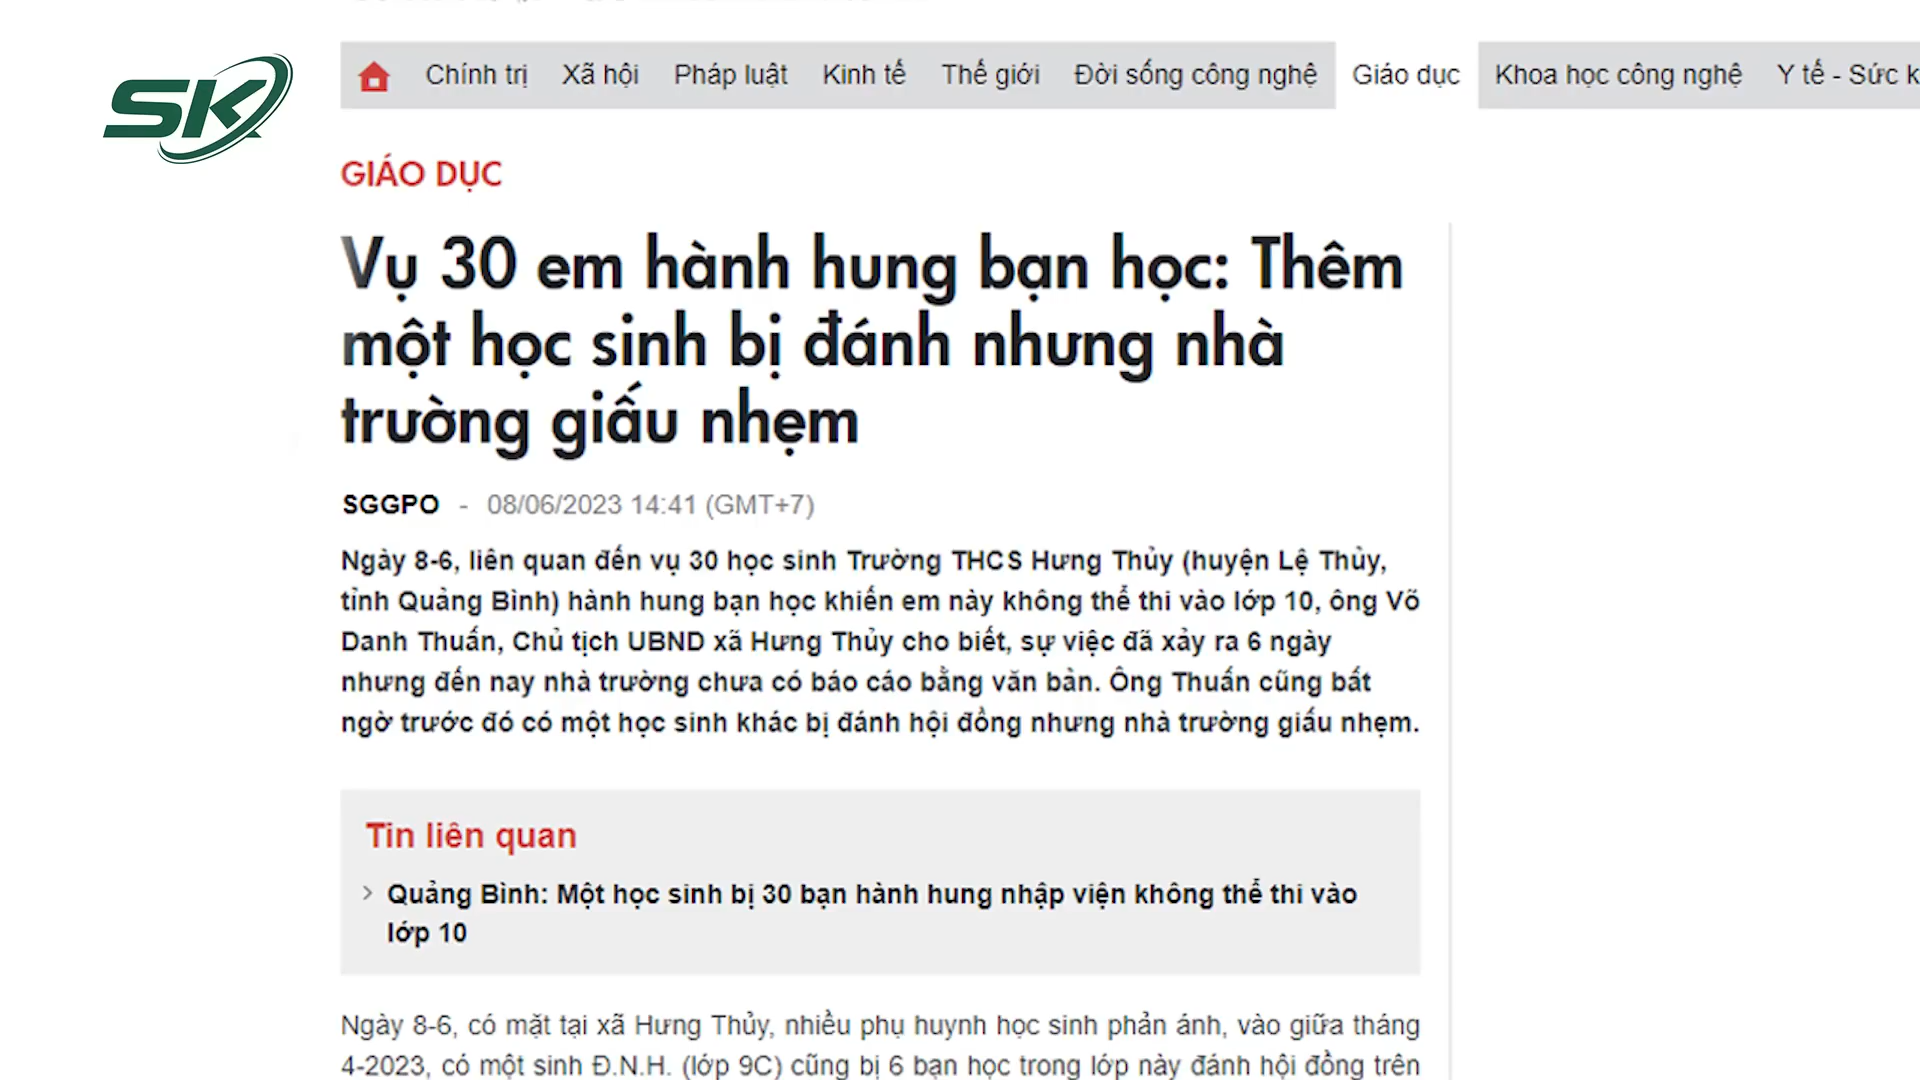 SK
Chính trị Xã hội Pháp luật Kinh tế Thế giới Đời sống công nghệ Giáo dục Khoa học công nghệ Y tế - Sức k
GIÁO DỤC
Vụ 30 em hành hung bạn học: Thêm
một học sinh bị đánh nhưng nhà
trường giấu nhẹm
SGGPO - 08/06/2023 14:41 (GMT+7)
Ngày 8-6, liên quan đến vụ 30 học sinh Trường THCS Hưng Thủy (huyện Lệ Thủy,
tỉnh Quảng Bình) hành hung bạn học khiến em này không thể thi vào lớp 10, ông Võ
Danh Thuấn, Chủ tịch UBND xã Hưng Thủy cho biết, sự việc đã xảy ra 6 ngày
nhưng đến nay nhà trường chưa có báo cáo bằng văn bản. Ông Thuấn cũng bất
ngờ trước đó có một học sinh khác bị đánh hội đồng nhưng nhà trường giấu nhẹm.
Tin liên quan
Quảng Bình: Một học sinh bị 30 bạn hành hung nhập viện không thể thi vào
lớp 10
Ngày 8-6, có mặt tại xã Hưng Thủy, nhiều phụ huynh học sinh phản ánh, vào giữa tháng
4-2023, có một sinh Đ.N.H. (lớp 9C) cũng bị 6 bạn học trong lớp này đánh hội đồng trên